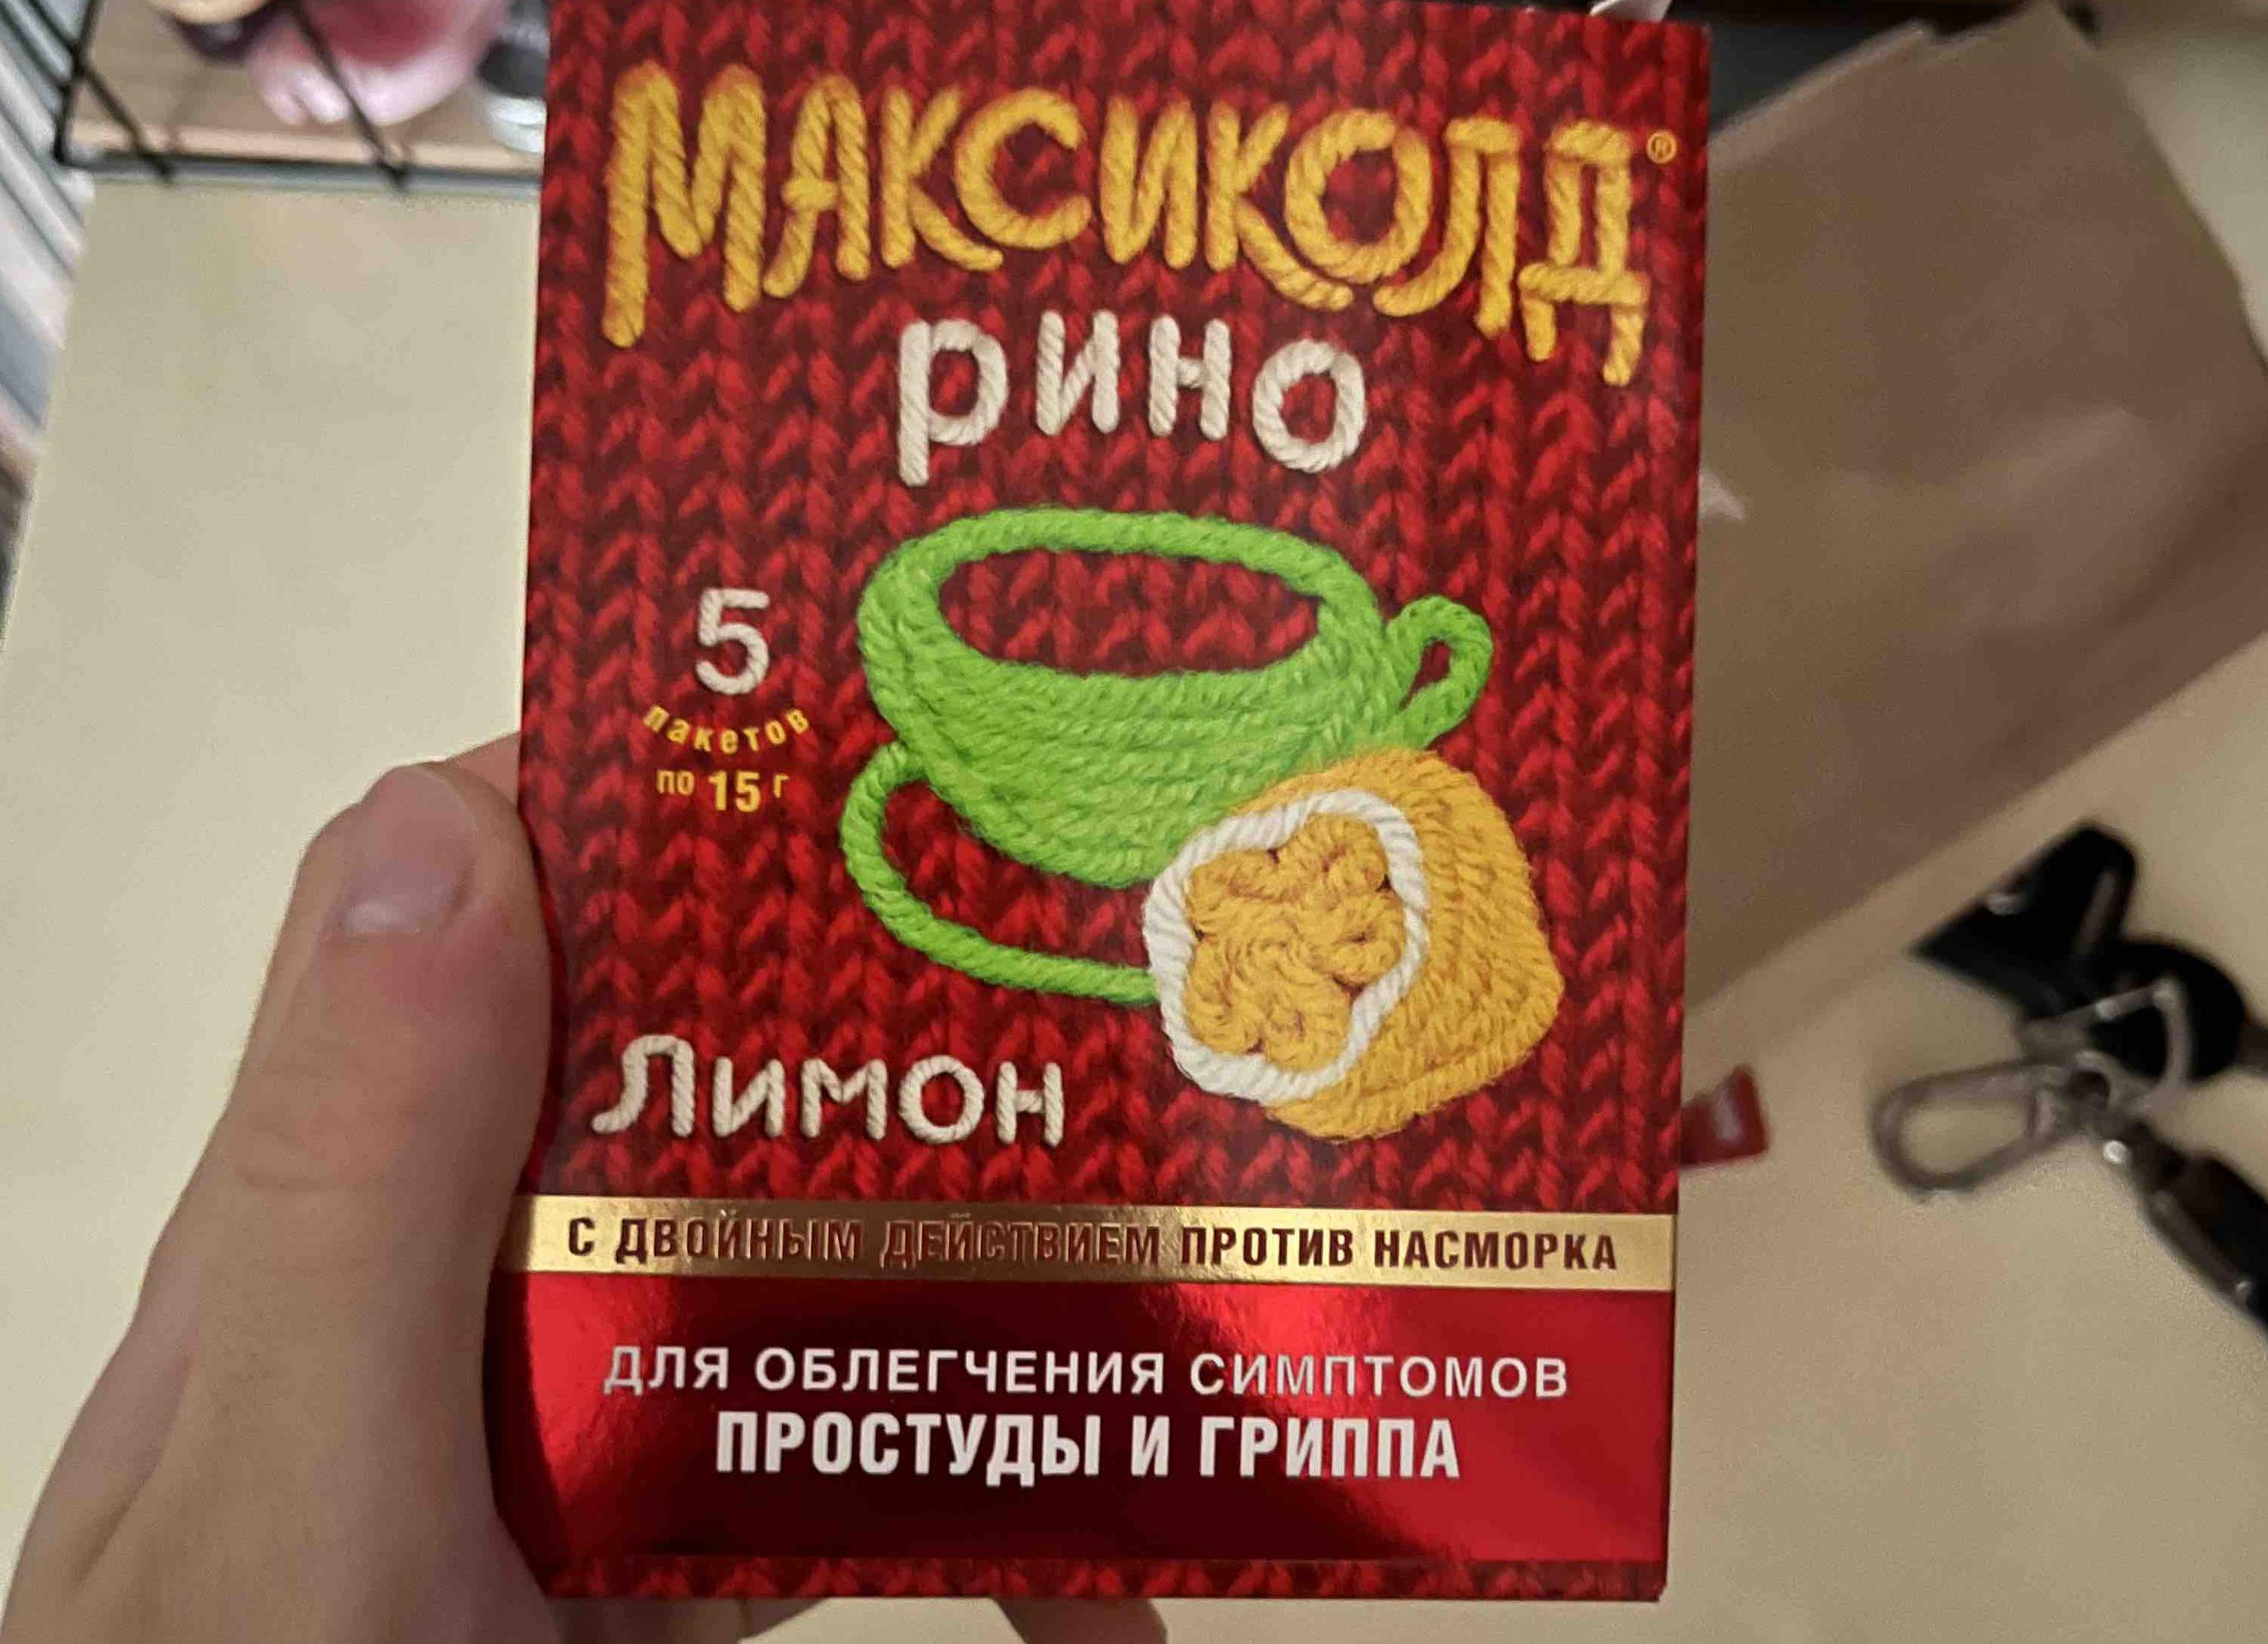 МАКСИКОЛД®
рино
5
пакетов
по 15 г
Лимон
С ДВОЙНЫМ ДЕЙСТВИЕМ ПРОТИВ НАСМОРКА
ДЛЯ ОБЛЕГЧЕНИЯ СИМПТОМОВ
ПРОСТУДЫ И ГРИППА